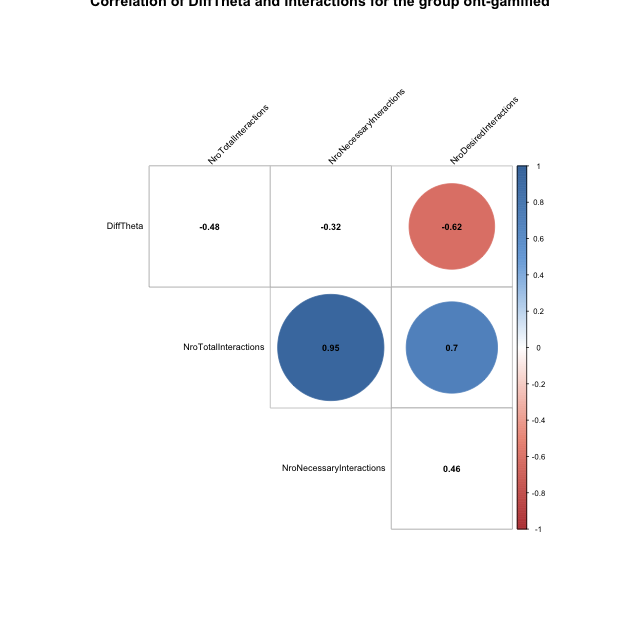 Correlation of DiffTheta and Interactions for the group ont-gamified
NroTotalInteractions
NroNecessaryInteractions
NroDesiredInteractions
DiffTheta
-0.48
-0.32
-0.62
NroTotalInteractions
0.95
0.7
NroNecessaryInteractions
0.46
1
0.8
0.6
0.4
0.2
0
-0.2
-0.4
-0.6
-0.8
-1